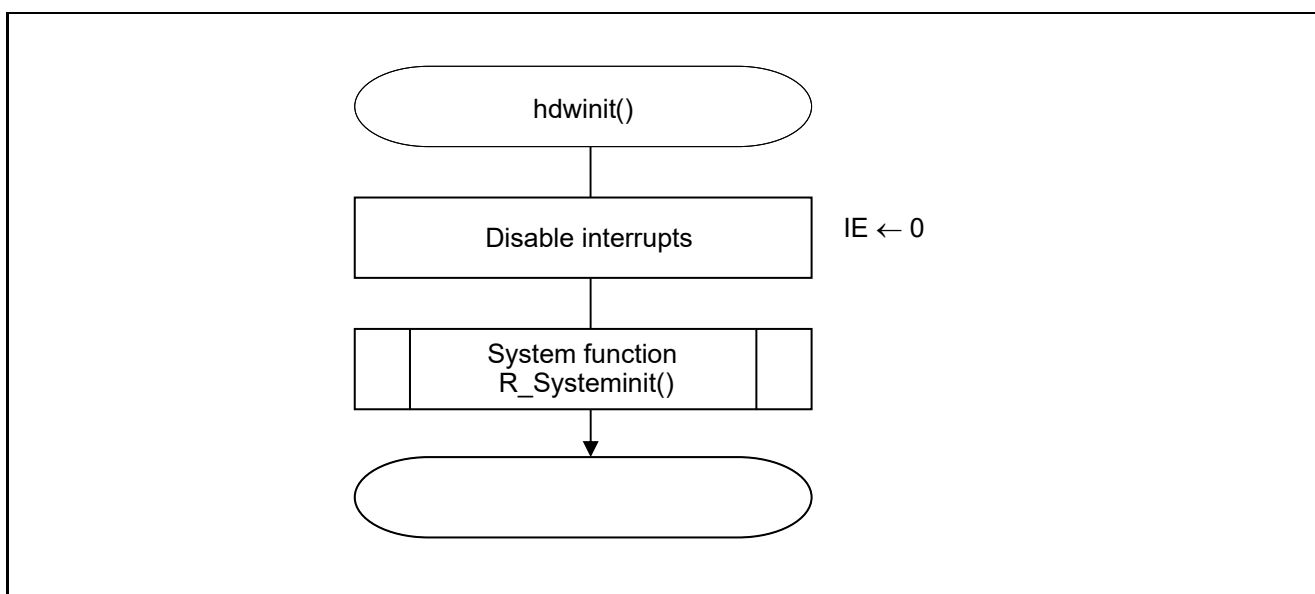 hdwinit()
Disable interrupts
IE ← 0
System function
R_Systeminit()